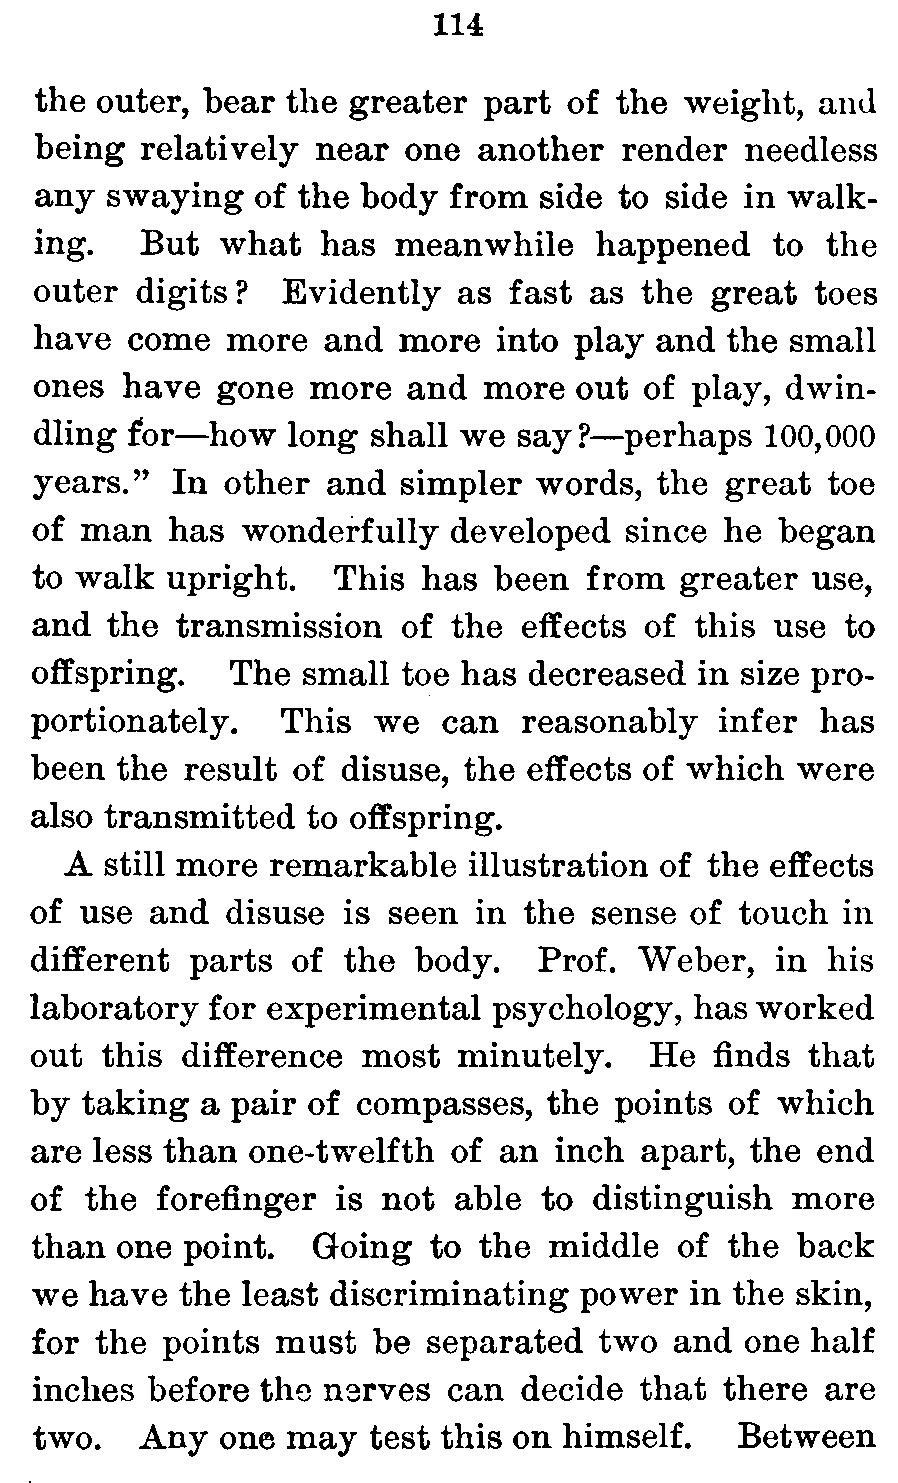 114
the outer, bear the greater part of the weight, and
being relatively near one another render needless
any swaying of the body from side to side in walk-
ing. But what has meanwhile happened to the
outer digits? Evidently as fast as the great toes
have come more and more into play and the small
ones have gone more and more out of play, dwin-
dling for—how long shall we say?—perhaps 100,000
years." In other and simpler words, the great toe
of man has wonderfully developed since he began
to walk upright. This has been from greater use,
and the transmission of the effects of this use to
offspring. The small toe has decreased in size pro-
portionately. This we can reasonably infer has
been the result of disuse, the effects of which were
also transmitted to offspring.
A still more remarkable illustration of the effects
of use and disuse is seen in the sense of touch in
different parts of the body. Prof. Weber, in his
laboratory for experimental psychology, has worked
out this difference most minutely. He finds that
by taking a pair of compasses, the points of which
are less than one-twelfth of an inch apart, the end
of the forefinger is not able to distinguish more
than one point. Going to the middle of the back
we have the least discriminating power in the skin,
for the points must be separated two and one half
inches before the nerves can decide that there are
two. Any one may test this on himself. Between